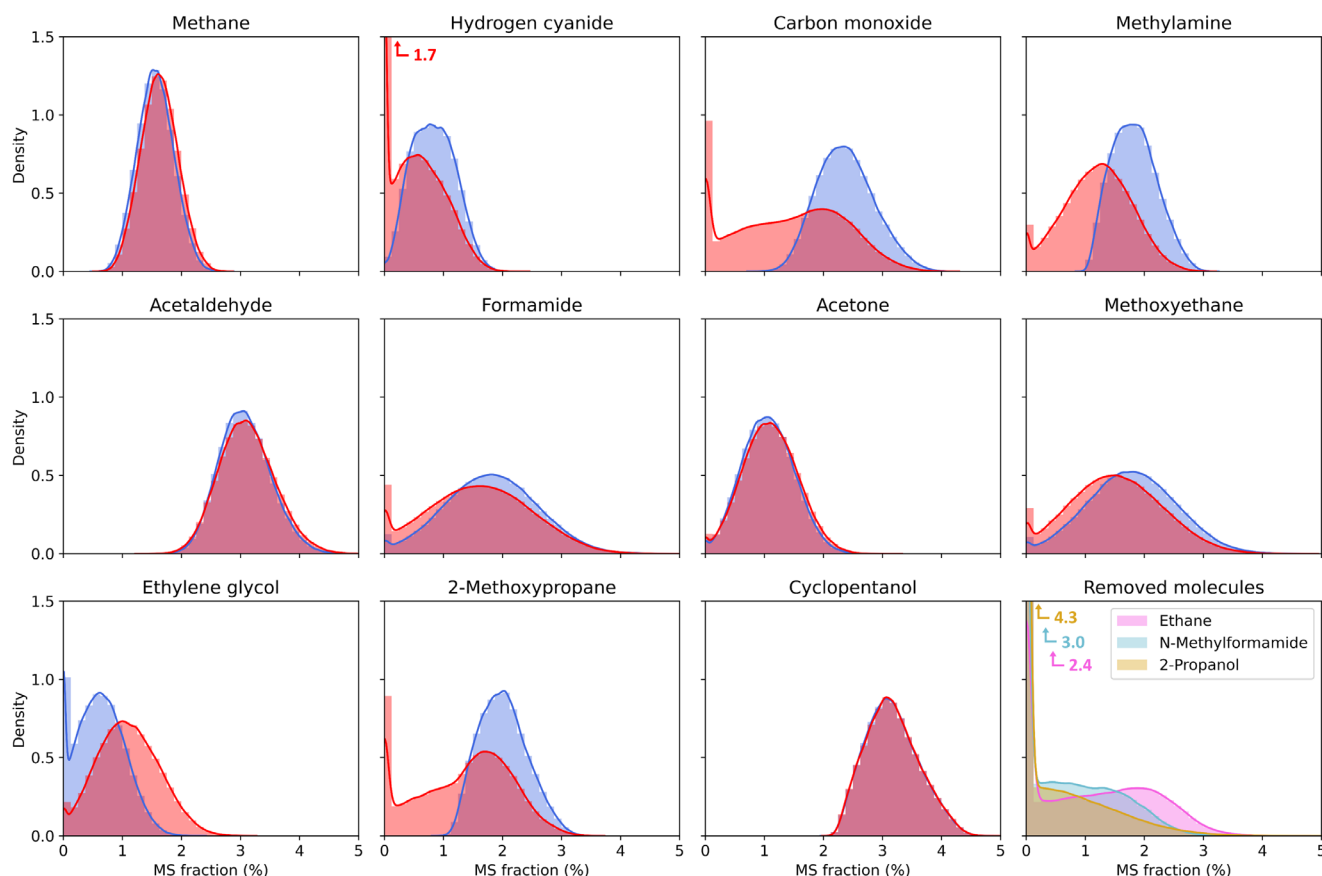 Methane
Hydrogen cyanide
Carbon monoxide
Methylamine
1.5
1.0
0.5
0.0
Density
1.7
Acetaldehyde
Formamide
Acetone
Methoxyethane
1.5
1.0
0.5
0.0
Density
Ethylene glycol
2-Methoxypropane
Cyclopentanol
Removed molecules
1.5
1.0
0.5
0.0
Density
4.3
3.0
2.4
Ethane
N-Methylformamide
2-Propanol
0 1 2 3 4 5
0 1 2 3 4 5
0 1 2 3 4 5
0 1 2 3 4 5
MS fraction (%)
MS fraction (%)
MS fraction (%)
MS fraction (%)